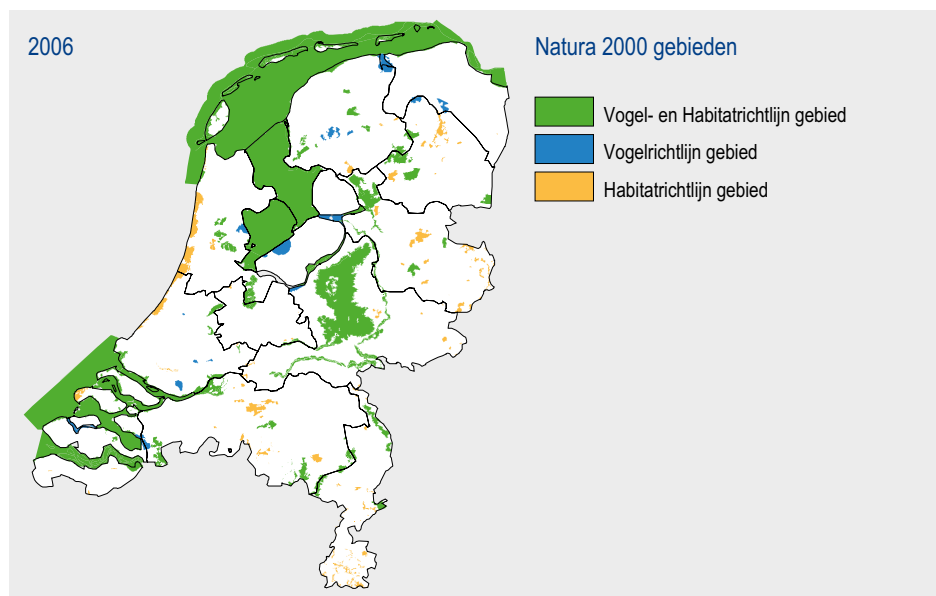 2006
Natura 2000 gebieden
Vogel- en Habitatrichtlijn gebied
Vogelrichtlijn gebied
Habitatrichtlijn gebied